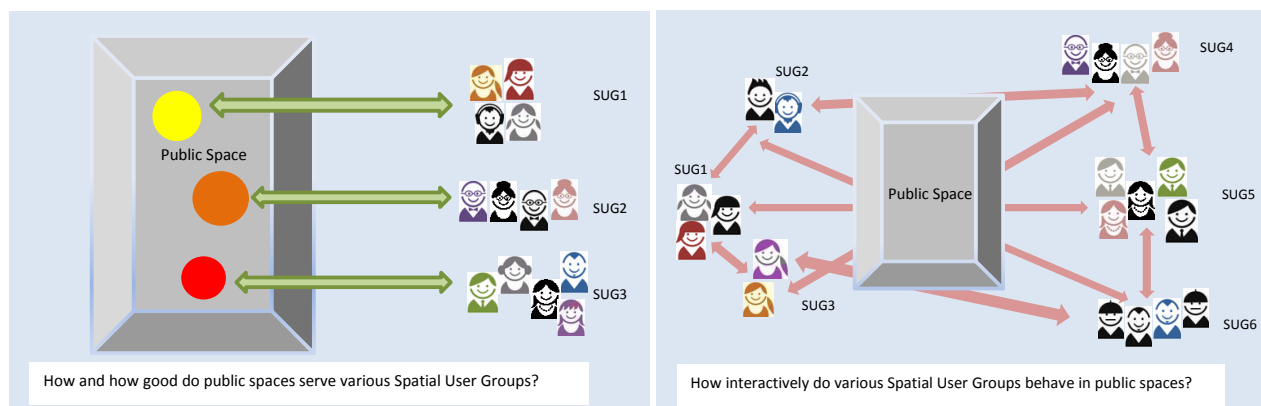 SUG1
Public Space
SUG2
SUG3
How and how good do public spaces serve various Spatial User Groups?
SUG4
SUG2
SUG1
Public Space
SUG5
SUG3
SUG6
How interactively do various Spatial User Groups behave in public spaces?